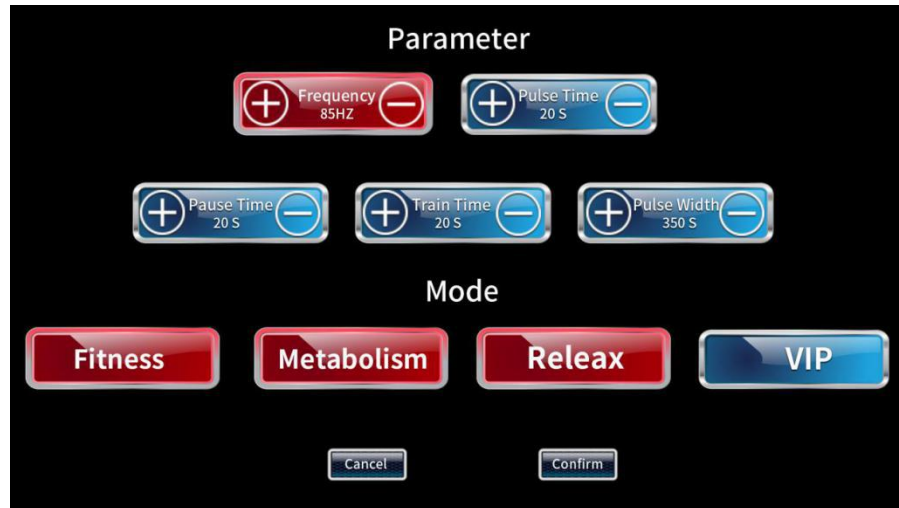 Parameter
Frequency
85HZ
Pulse Time
20 S
Pause Time
20 S
Train Time
20 S
Pulse Width
350 S
Mode
Fitness
Metabolism
Releax
VIP
Cancel
Confirm